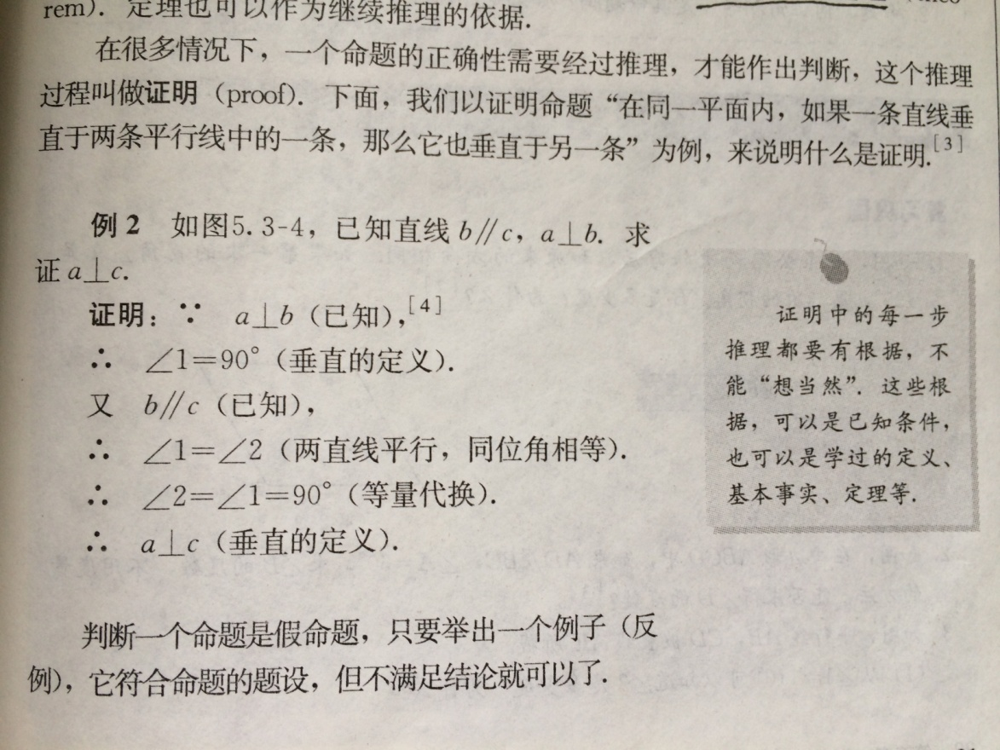 rem). 定理也可以作为继续推理的依据.
在很多情况下，一个命题的正确性需要经过推理，才能作出判断，这个推理
过程叫做证明（proof）. 下面，我们以证明命题“在同一平面内，如果一条直线垂
直于两条平行线中的一条，那么它也垂直于另一条”为例，来说明什么是证明.[3]
例 2 如图5.3-4，已知直线 b∥c，a⊥b. 求
证 a⊥c.
证明：∵ a⊥b（已知），[4]
∴ ∠1=90°（垂直的定义）.
又 b∥c（已知），
∴ ∠1=∠2（两直线平行，同位角相等）.
∴ ∠2=∠1=90°（等量代换）.
∴ a⊥c（垂直的定义）.
证明中的每一步
推理都要有根据，不
能“想当然”. 这些根
据，可以是已知条件，
也可以是学过的定义、
基本事实、定理等.
判断一个命题是假命题，只要举出一个例子（反
例），它符合命题的题设，但不满足结论就可以了.